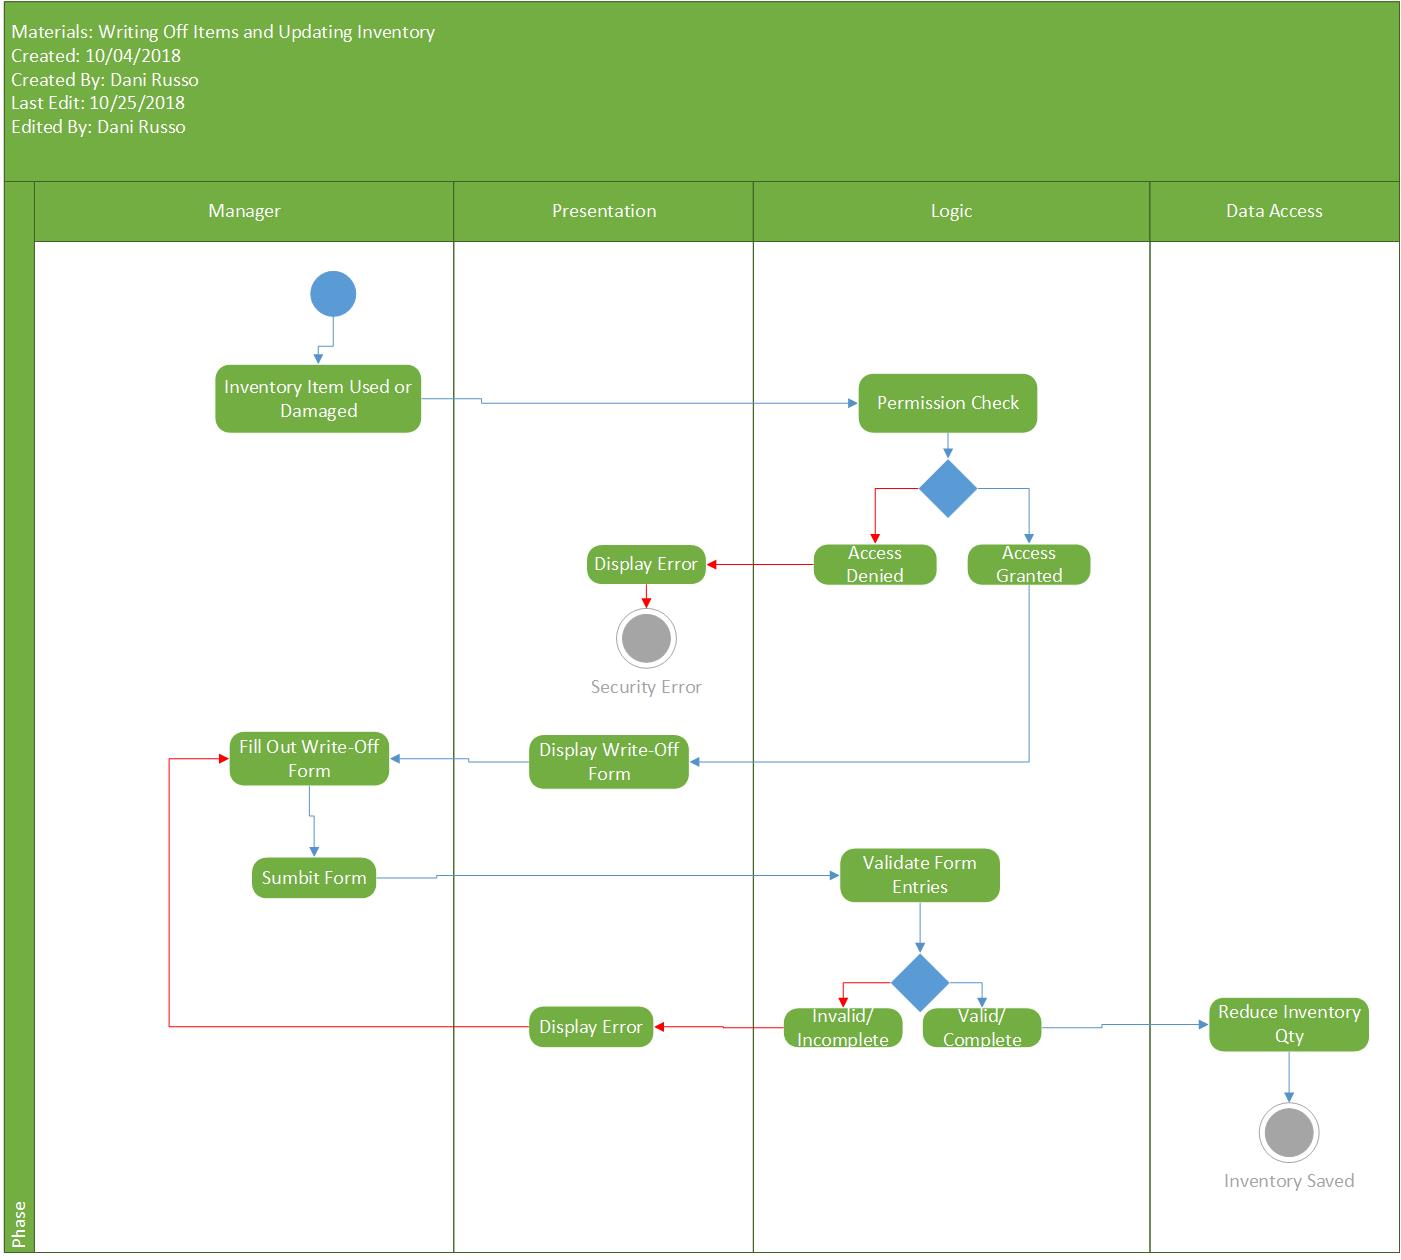 Materials: Writing Off Items and Updating Inventory
Created: 10/04/2018
Created By: Dani Russo
Last Edit: 10/25/2018
Edited By: Dani Russo
Manager
Presentation
Logic
Data Access
Inventory Item Used or
Damaged
Permission Check
Display Error
Access
Denied
Access
Granted
Security Error
Fill Out Write-Off
Form
Display Write-Off
Form
Sumbit Form
Validate Form
Entries
Display Error
Invalid/
Incomplete
Valid/
Complete
Reduce Inventory
Qty
Inventory Saved
Phase